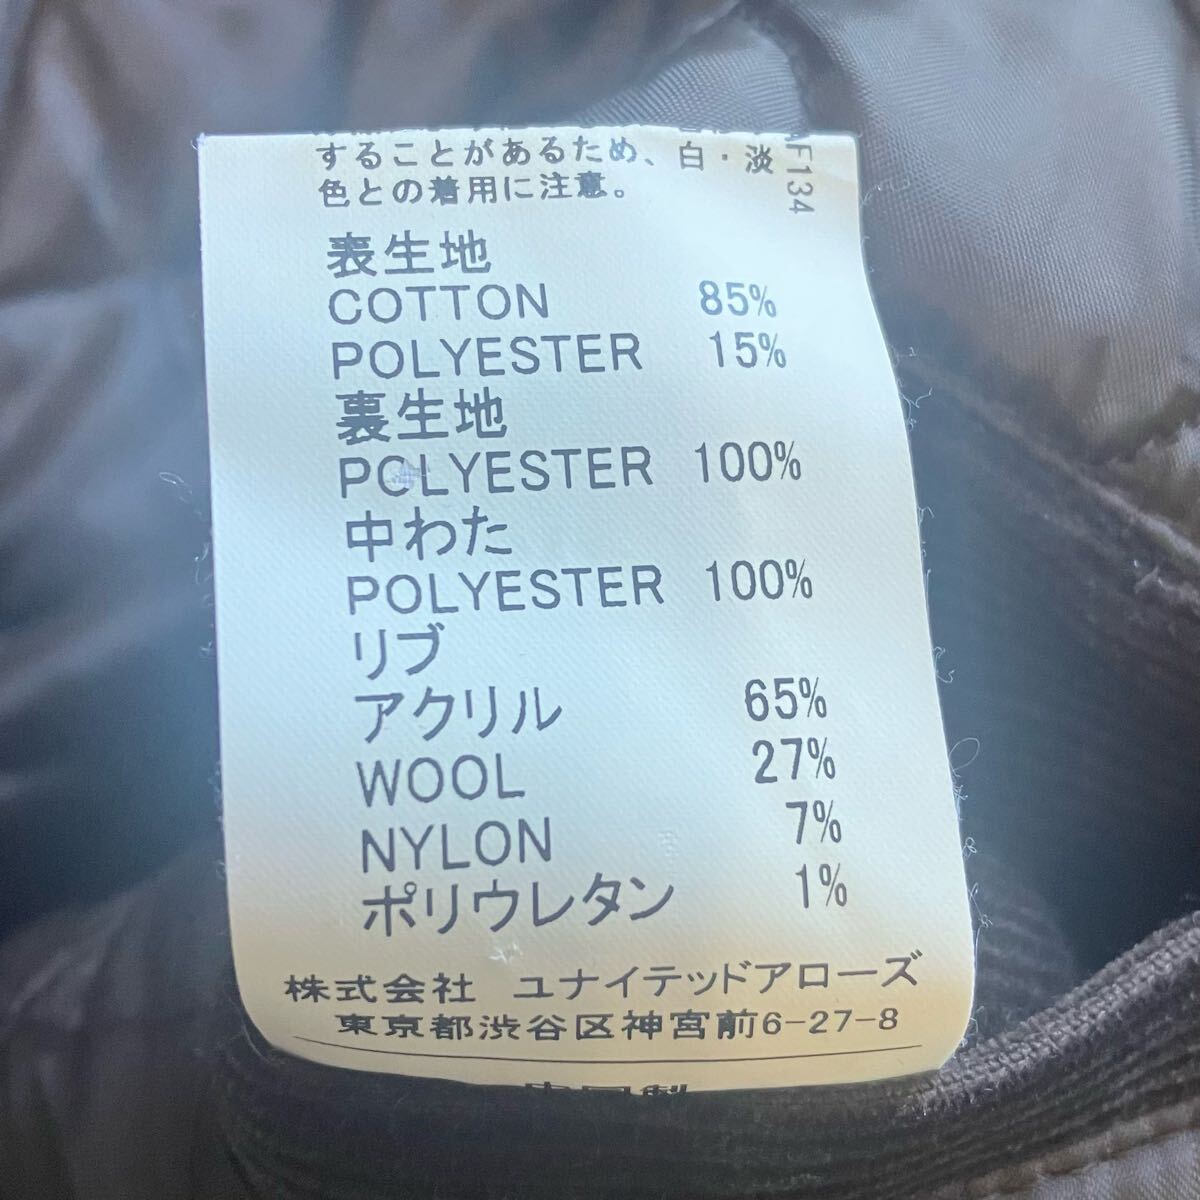 することがあるため、白・淡
色との着用に注意。
F134
表生地
COTTON 85%
POLYESTER 15%
裏生地
POLYESTER 100%
中わた
POLYESTER 100%
リブ
アクリル 65%
WOOL 27%
NYLON 7%
ポリウレタン 1%
株式会社 ユナイテッドアローズ
東京都渋谷区神宮前6-27-8